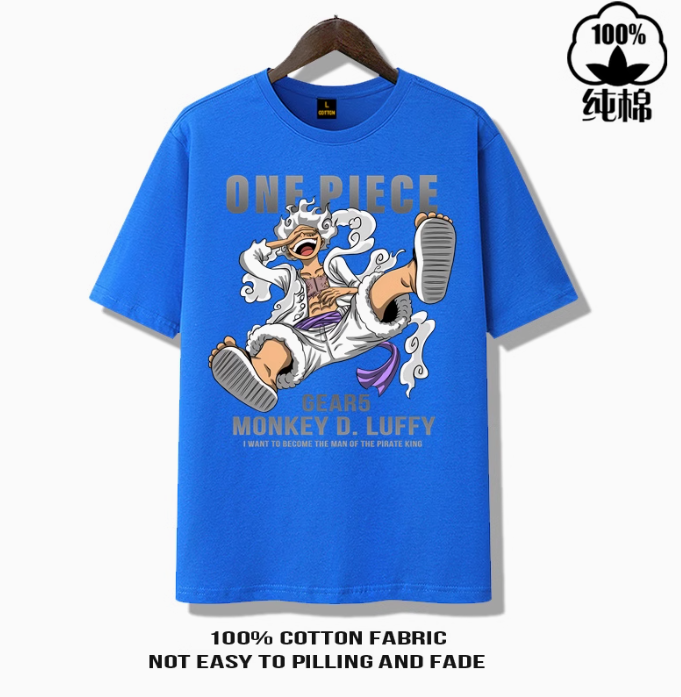 100%
纯棉
L
COTTON
ONE PIECE
GEAR5
MONKEY D. LUFFY
I WANT TO BECOME THE MAN OF THE PIRATE KING
100% COTTON FABRIC
NOT EASY TO PILLING AND FADE